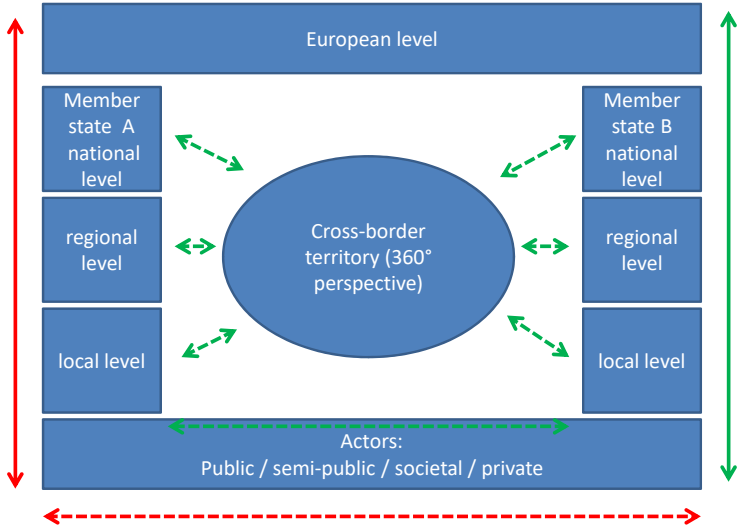 European level
Member
state A
national
level
Member
state B
national
level
regional
level
Cross-border
territory (360°
perspective)
regional
level
local level
local level
Actors:
Public / semi-public / societal / private